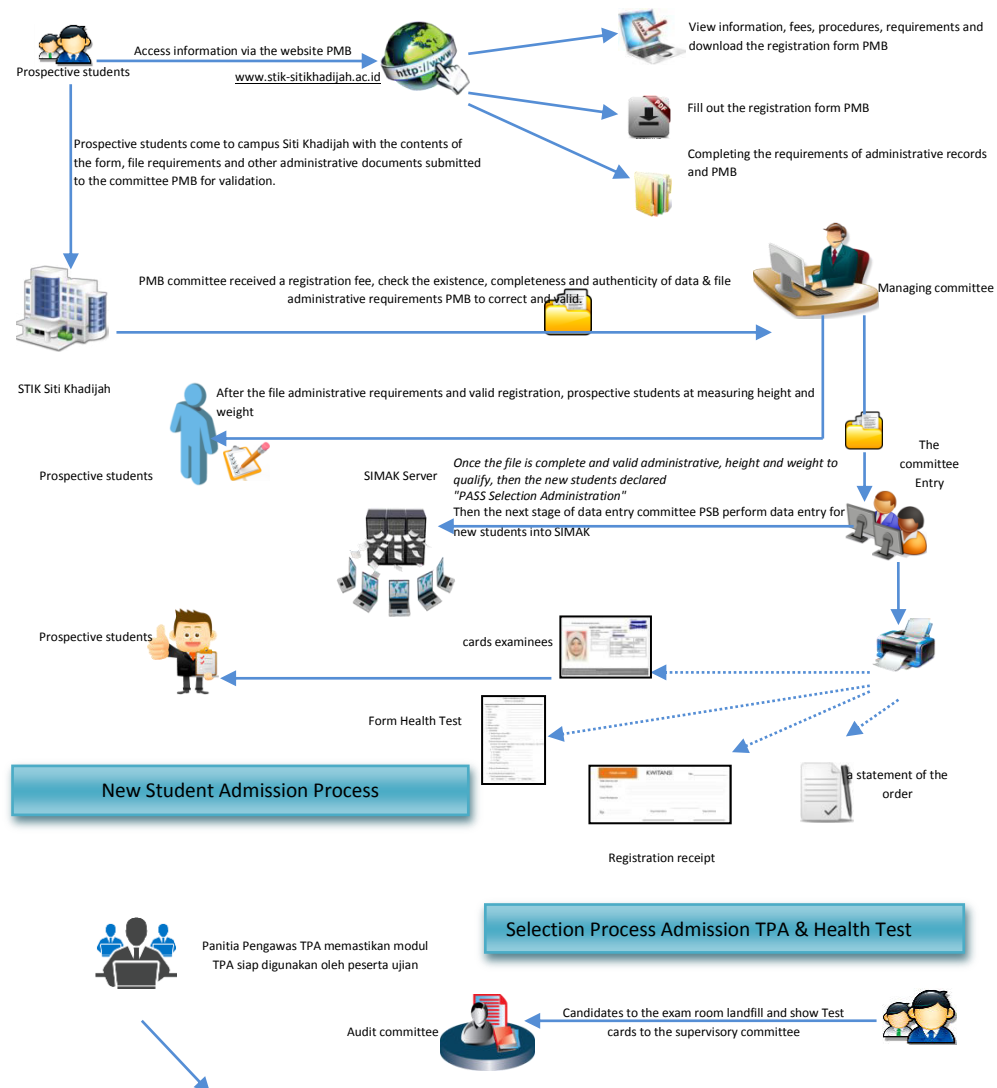 Access information via the website PMB
www.stik-sitikhadijah.ac.id
http://www
Prospective students
View information, fees, procedures, requirements and
download the registration form PMB
PDF
Fill out the registration form PMB
Completing the requirements of administrative records
and PMB
Prospective students come to campus Siti Khadijah with the contents of
the form, file requirements and other administrative documents submitted
to the committee PMB for validation.
PMB committee received a registration fee, check the existence, completeness and authenticity of data & file
administrative requirements PMB to correct and valid.
Managing committee
STIK Siti Khadijah
After the file administrative requirements and valid registration, prospective students at measuring height and
weight
Prospective students
The
committee
Entry
SIMAK Server
Once the file is complete and valid administrative, height and weight to
qualify, then the new students declared
"PASS Selection Administration"
Then the next stage of data entry committee PSB perform data entry for
new students into SIMAK
Prospective students
cards examinees
Form Health Test
KWITANSI
a statement of the
order
New Student Admission Process
Registration receipt
Selection Process Admission TPA & Health Test
Panitia Pengawas TPA memastikan modul
TPA siap digunakan oleh peserta ujian
Audit committee
Candidates to the exam room landfill and show Test
cards to the supervisory committee